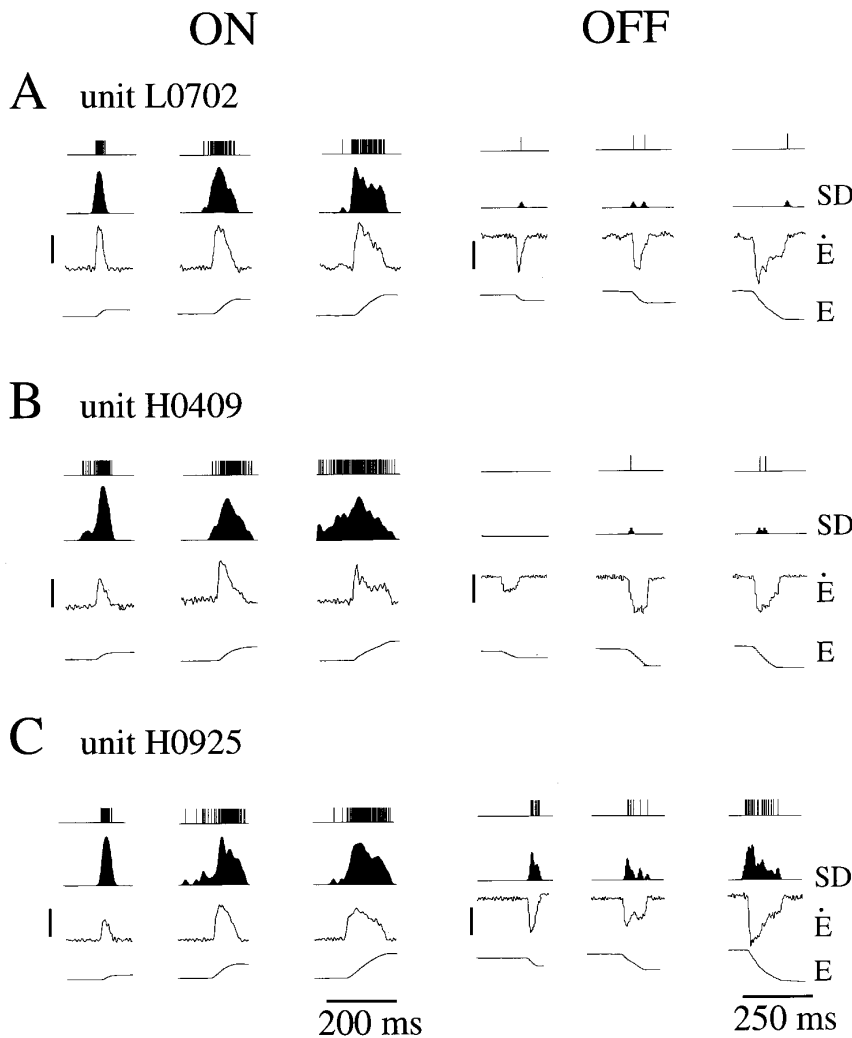 ON OFF
A unit L0702
SD
Ė
E
B unit H0409
SD
Ė
E
C unit H0925
SD
Ė
E
200 ms 250 ms